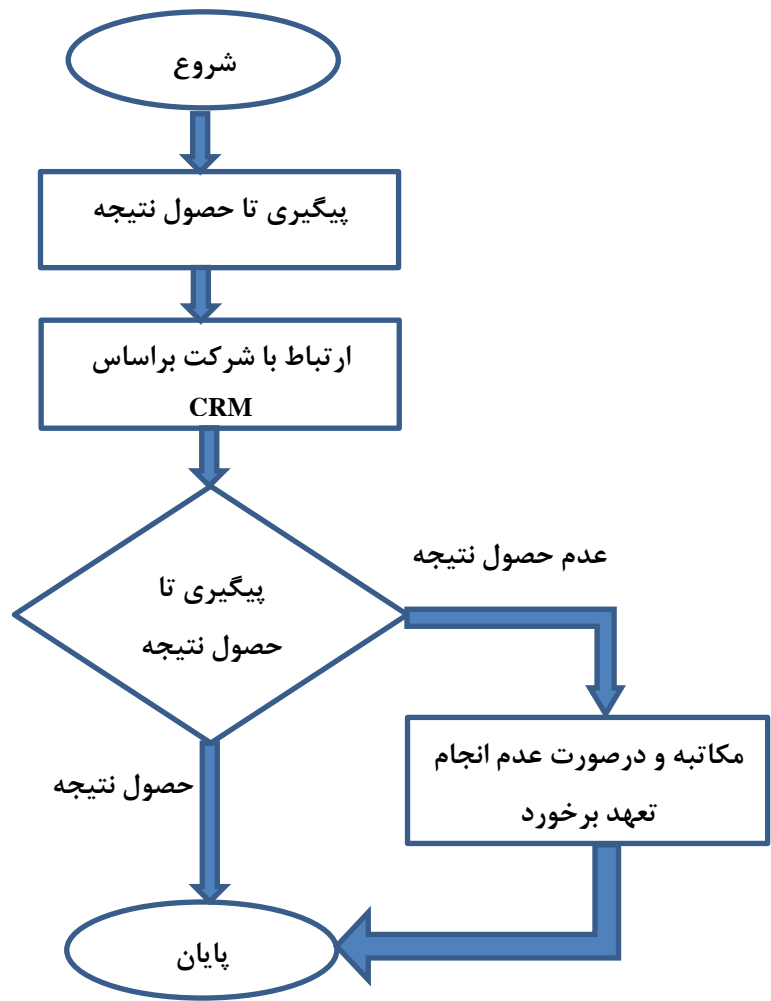 شروع
پیگیری تا حصول نتیجه
ارتباط با شرکت براساس
CRM
پیگیری تا
حصول نتیجه
عدم حصول نتیجه
مکاتبه و درصورت عدم انجام
تعهد برخورد
حصول نتیجه
پایان